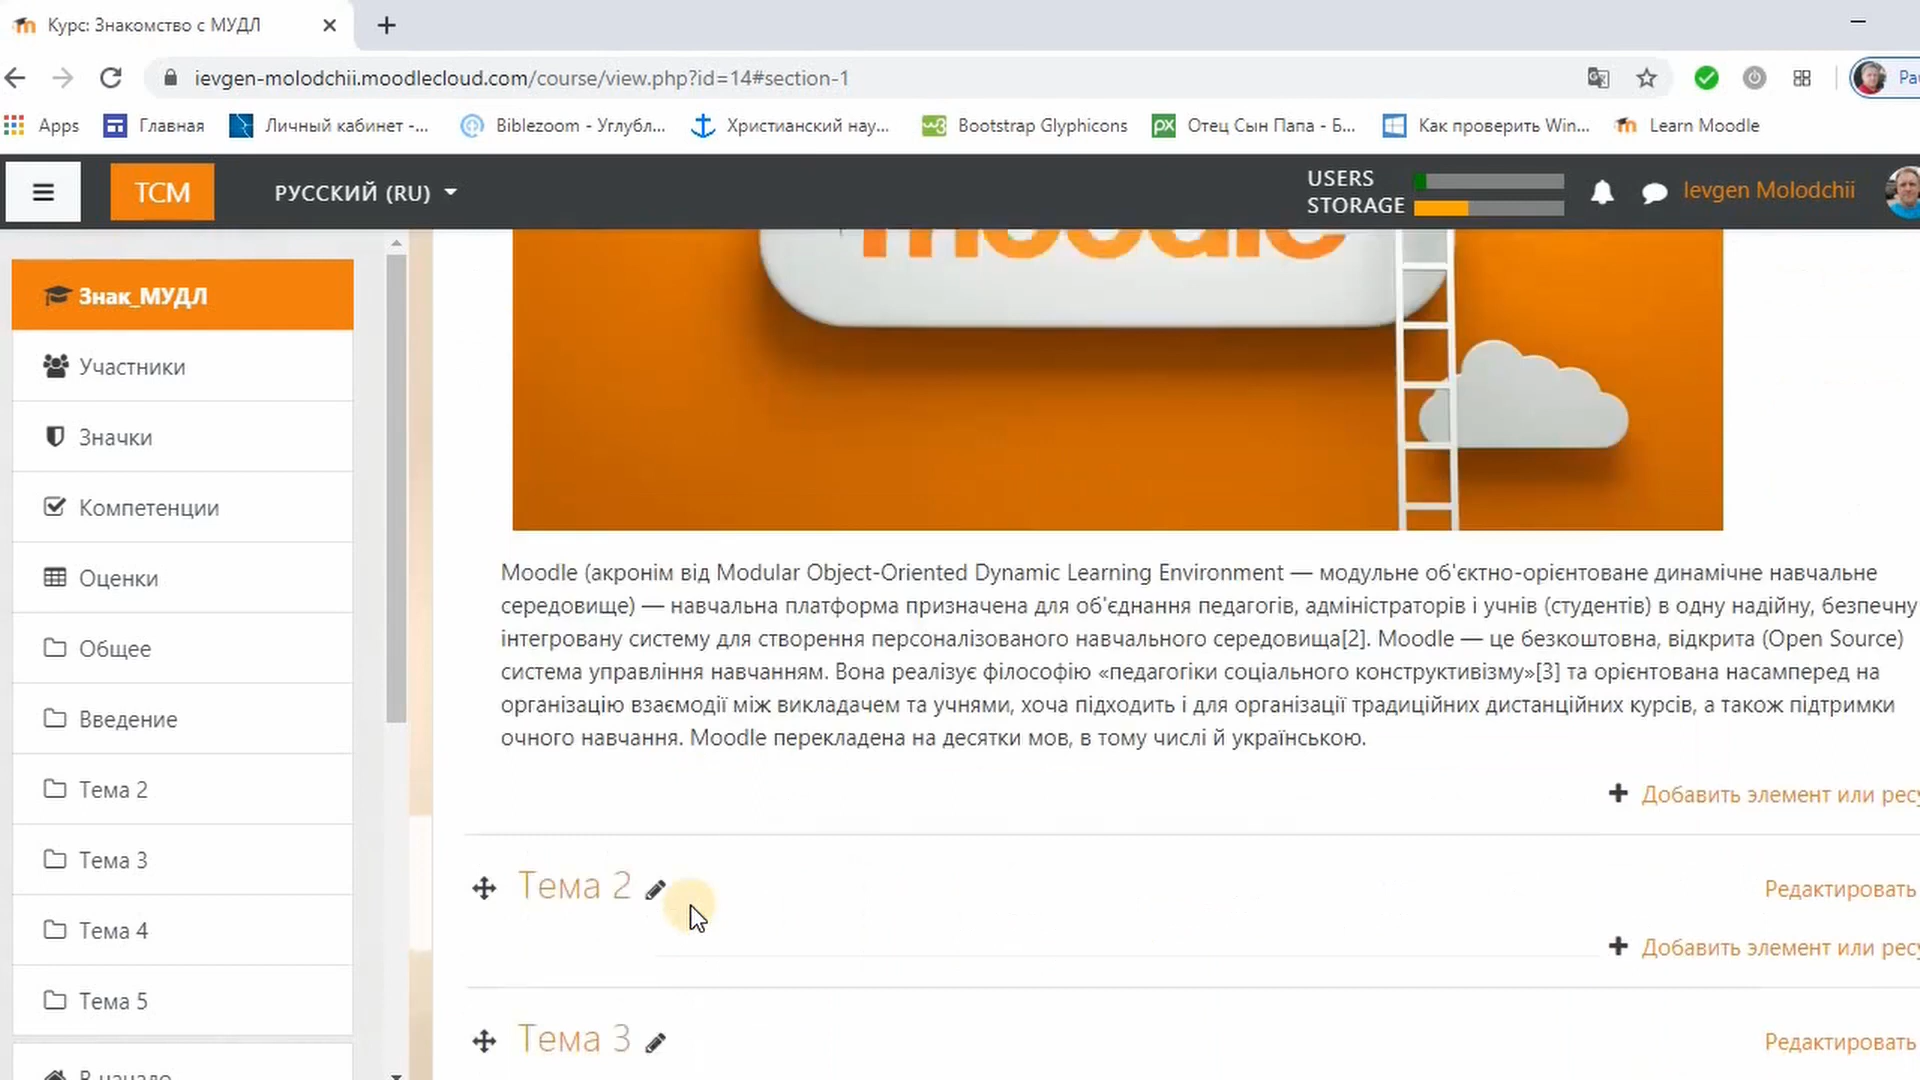 Курс: Знакомство с МУДЛ
ievgen-molodchii.moodlecloud.com/course/view.php?id=14#section-1
Apps Главная Личный кабинет -... Biblezoom - Углубл... Христианский нау... Bootstrap Glyphicons Отец Сын Папа - Б... Как проверить Win... Learn Moodle
TCM РУССКИЙ (RU) USERS
STORAGE
Ievgen Molodchii
moodle
Знак_МУДЛ
Участники
Значки
Компетенции
Оценки
Общее
Введение
Тема 2
Тема 3
Тема 4
Тема 5
В начало
Moodle (акронім від Modular Object-Oriented Dynamic Learning Environment — модульне об'єктно-орієнтоване динамічне навчальне
середовище) — навчальна платформа призначена для об'єднання педагогів, адміністраторів і учнів (студентів) в одну надійну, безпечну
інтегровану систему для створення персоналізованого навчального середовища[2]. Moodle — це безкоштовна, відкрита (Open Source)
система управління навчанням. Вона реалізує філософію «педагогіки соціального конструктивізму»[3] та орієнтована насамперед на
організацію взаємодії між викладачем та учнями, хоча підходить і для організації традиційних дистанційних курсів, а також підтримки
очного навчання. Moodle перекладена на десятки мов, в тому числі й українською.
Добавить элемент или рес
Тема 2 Редактировать
Добавить элемент или рес
Тема 3 Редактировать